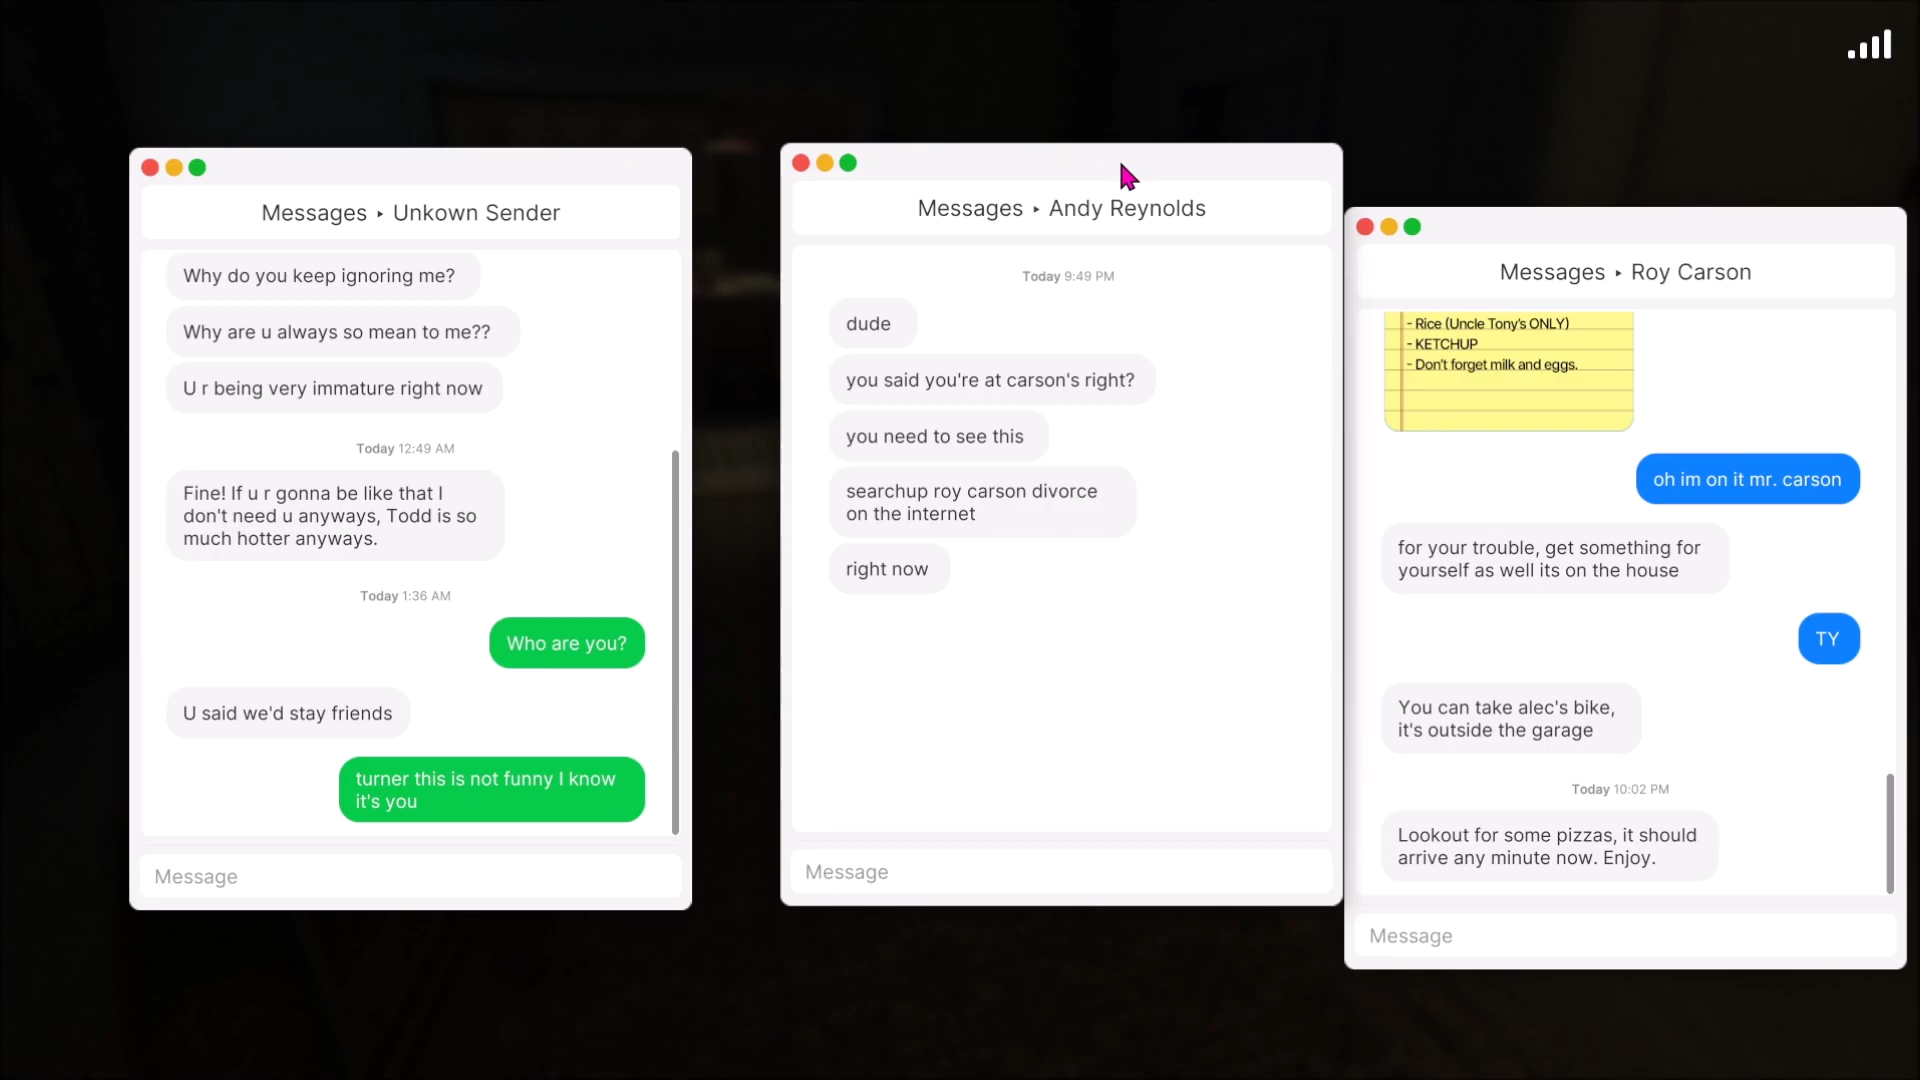 Messages ▸ Unkown Sender
Why do you keep ignoring me?
Why are u always so mean to me??
U r being very immature right now
Today 12:49 AM
Fine! If u r gonna be like that I
don't need u anyways, Todd is so
much hotter anyways.
Today 1:36 AM
Who are you?
U said we'd stay friends
turner this is not funny I know
it's you
Message
Messages ▸ Andy Reynolds
Today 9:49 PM
dude
you said you're at carson's right?
you need to see this
searchup roy carson divorce
on the internet
right now
Message
Messages ▸ Roy Carson
- Rice (Uncle Tony's ONLY)
- KETCHUP
- Don't forget milk and eggs.
oh im on it mr. carson
for your trouble, get something for
yourself as well its on the house
TY
You can take alec's bike,
it's outside the garage
Today 10:02 PM
Lookout for some pizzas, it should
arrive any minute now. Enjoy.
Message